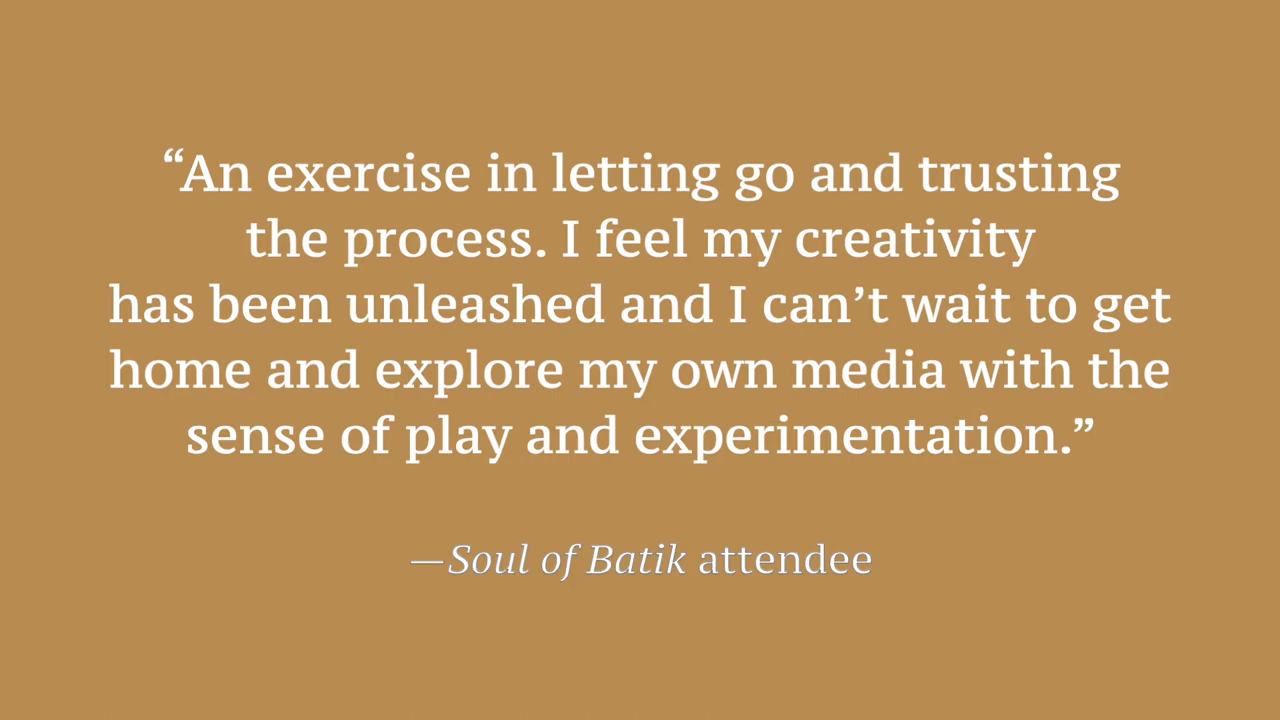 “An exercise in letting go and trusting
the process. I feel my creativity
has been unleashed and I can’t wait to get
home and explore my own media with the
sense of play and experimentation.”
—Soul of Batik attendee